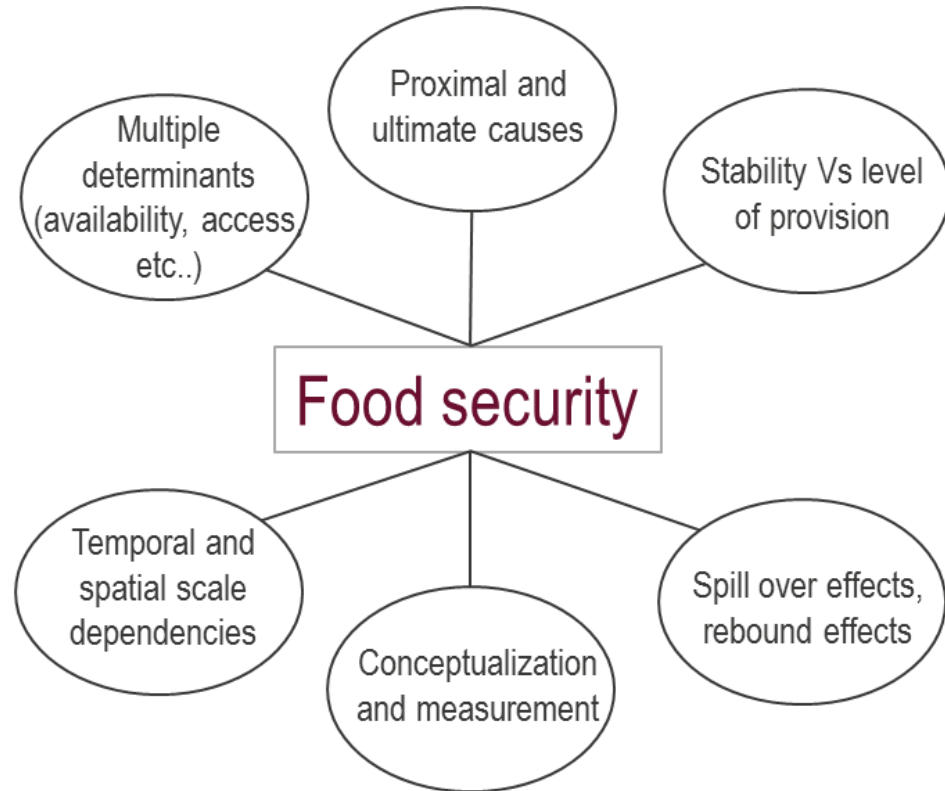 Proximal and
ultimate causes
Multiple
determinants
(availability, access,
etc..)
Stability Vs level
of provision
Food security
Temporal and
spatial scale
dependencies
Conceptualization
and measurement
Spill over effects,
rebound effects